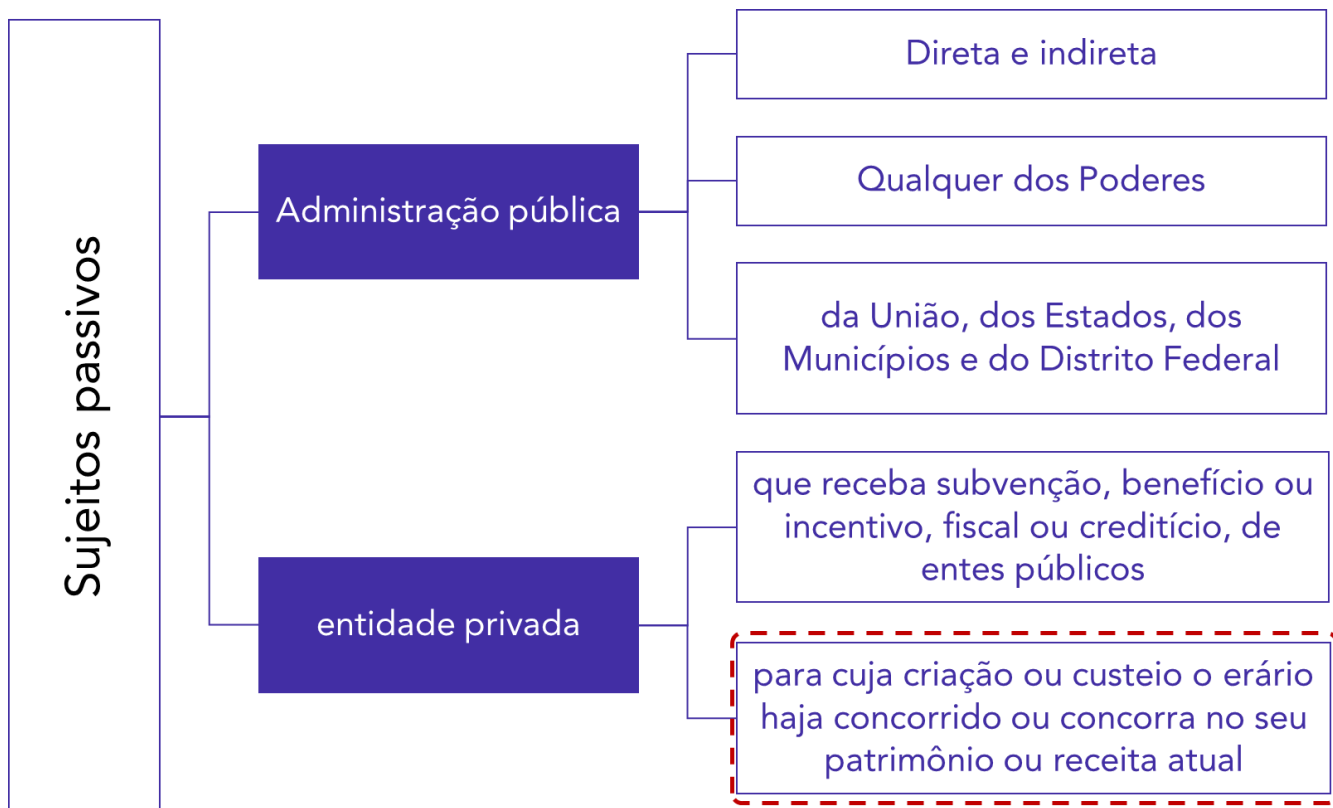 Sujeitos passivos
Administração pública
Direta e indireta
Qualquer dos Poderes
da União, dos Estados, dos
Municípios e do Distrito Federal
entidade privada
que receba subvenção, benefício ou
incentivo, fiscal ou creditício, de
entes públicos
para cuja criação ou custeio o erário
haja concorrido ou concorra no seu
patrimônio ou receita atual